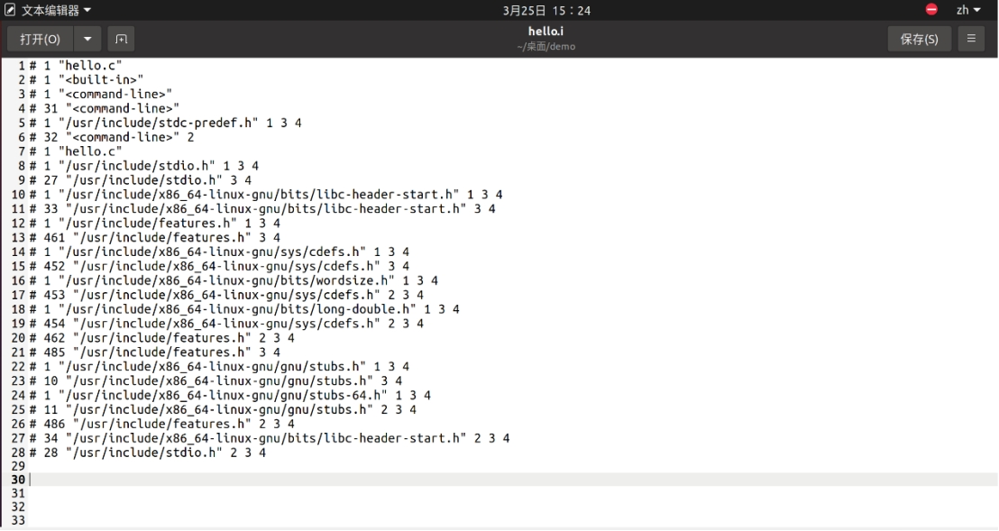 文本编辑器
3月25日 15：24
zh
打开(O)
hello.i
~/桌面/demo
保存(S)
1 # 1 "hello.c"
2 # 1 "<built-in>"
3 # 1 "<command-line>"
4 # 31 "<command-line>"
5 # 1 "/usr/include/stdc-predef.h" 1 3 4
6 # 32 "<command-line>" 2
7 # 1 "hello.c"
8 # 1 "/usr/include/stdio.h" 1 3 4
9 # 27 "/usr/include/stdio.h" 3 4
10 # 1 "/usr/include/x86_64-linux-gnu/bits/libc-header-start.h" 1 3 4
11 # 33 "/usr/include/x86_64-linux-gnu/bits/libc-header-start.h" 3 4
12 # 1 "/usr/include/features.h" 1 3 4
13 # 461 "/usr/include/features.h" 3 4
14 # 1 "/usr/include/x86_64-linux-gnu/sys/cdefs.h" 1 3 4
15 # 452 "/usr/include/x86_64-linux-gnu/sys/cdefs.h" 3 4
16 # 1 "/usr/include/x86_64-linux-gnu/bits/wordsize.h" 1 3 4
17 # 453 "/usr/include/x86_64-linux-gnu/sys/cdefs.h" 2 3 4
18 # 1 "/usr/include/x86_64-linux-gnu/bits/long-double.h" 1 3 4
19 # 454 "/usr/include/x86_64-linux-gnu/sys/cdefs.h" 2 3 4
20 # 462 "/usr/include/features.h" 2 3 4
21 # 485 "/usr/include/features.h" 3 4
22 # 1 "/usr/include/x86_64-linux-gnu/gnu/stubs.h" 1 3 4
23 # 10 "/usr/include/x86_64-linux-gnu/gnu/stubs.h" 3 4
24 # 1 "/usr/include/x86_64-linux-gnu/gnu/stubs-64.h" 1 3 4
25 # 11 "/usr/include/x86_64-linux-gnu/gnu/stubs.h" 2 3 4
26 # 486 "/usr/include/features.h" 2 3 4
27 # 34 "/usr/include/x86_64-linux-gnu/bits/libc-header-start.h" 2 3 4
28 # 28 "/usr/include/stdio.h" 2 3 4
29
30
31
32
33